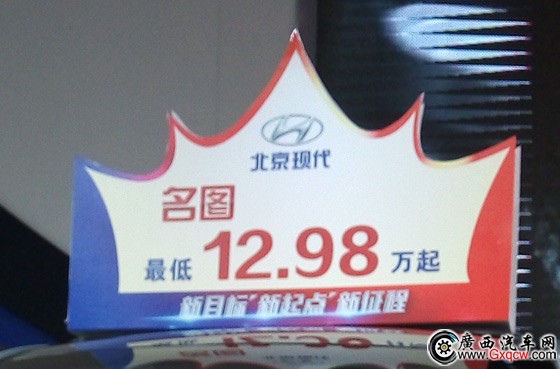 北京现代
名图
最低 12.98 万起
新目标 新起点 新征程
廣西汽车网
www.Gxqcw.com